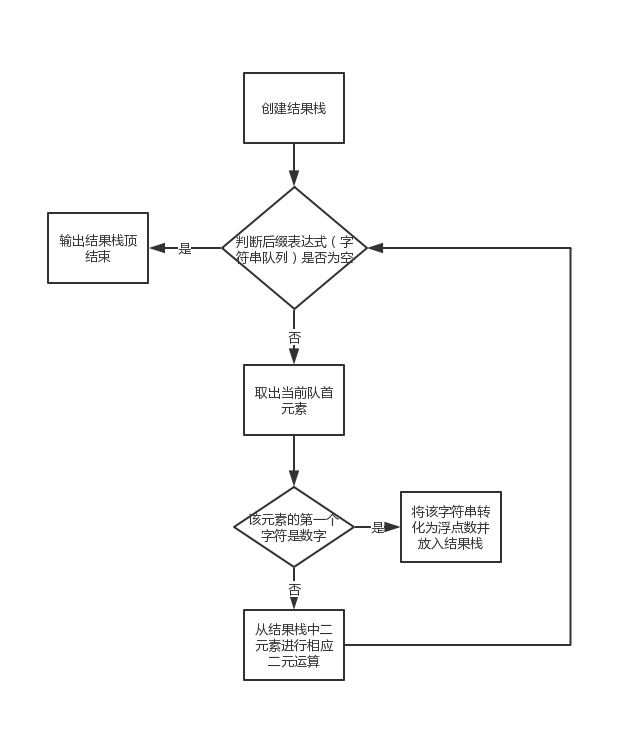 创建结果栈
判断后缀表达式（字
符串队列）是否为空
是
输出结果栈顶
结束
否
取出当前队首
元素
该元素的第一个
字符是数字
是
将该字符串转
化为浮点数并
放入结果栈
否
从结果栈中二
元素进行相应
二元运算